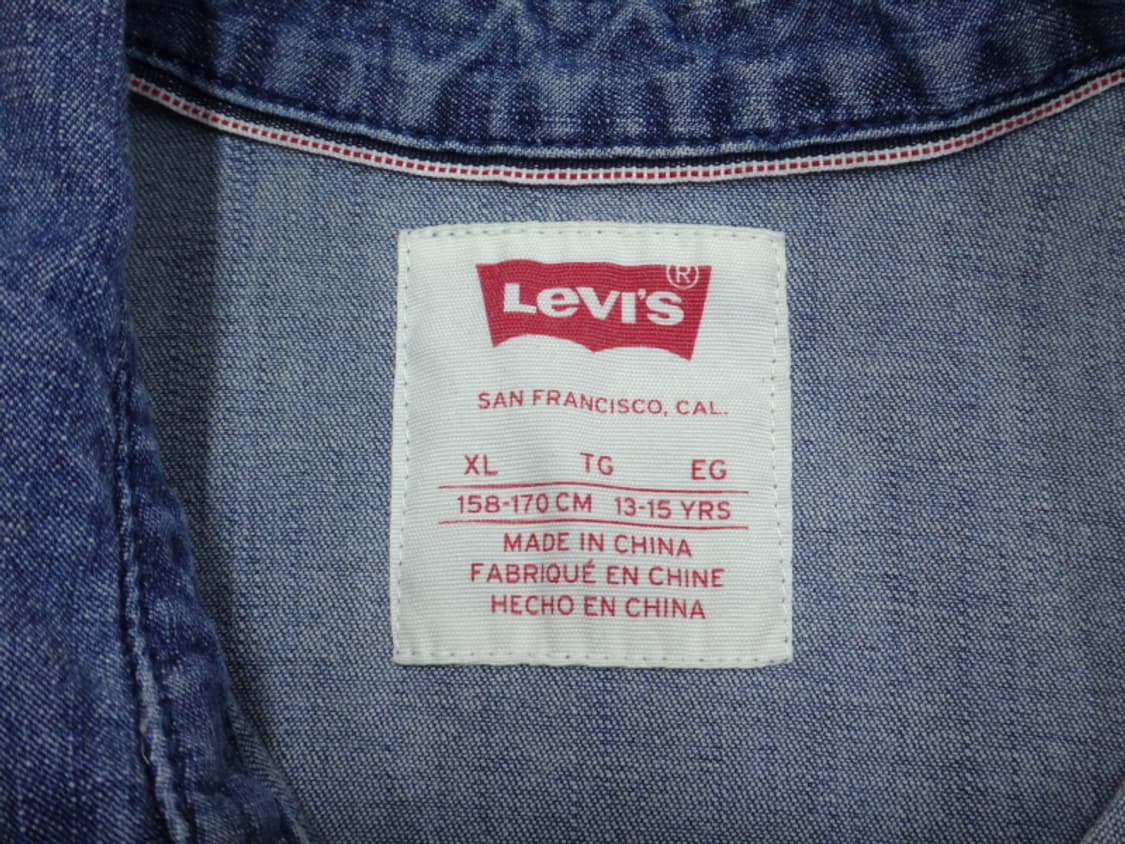 LEVI'S ®
SAN FRANCISCO, CAL.
XL TG EG
158-170 CM 13-15 YRS
MADE IN CHINA
FABRIQUÉ EN CHINE
HECHO EN CHINA